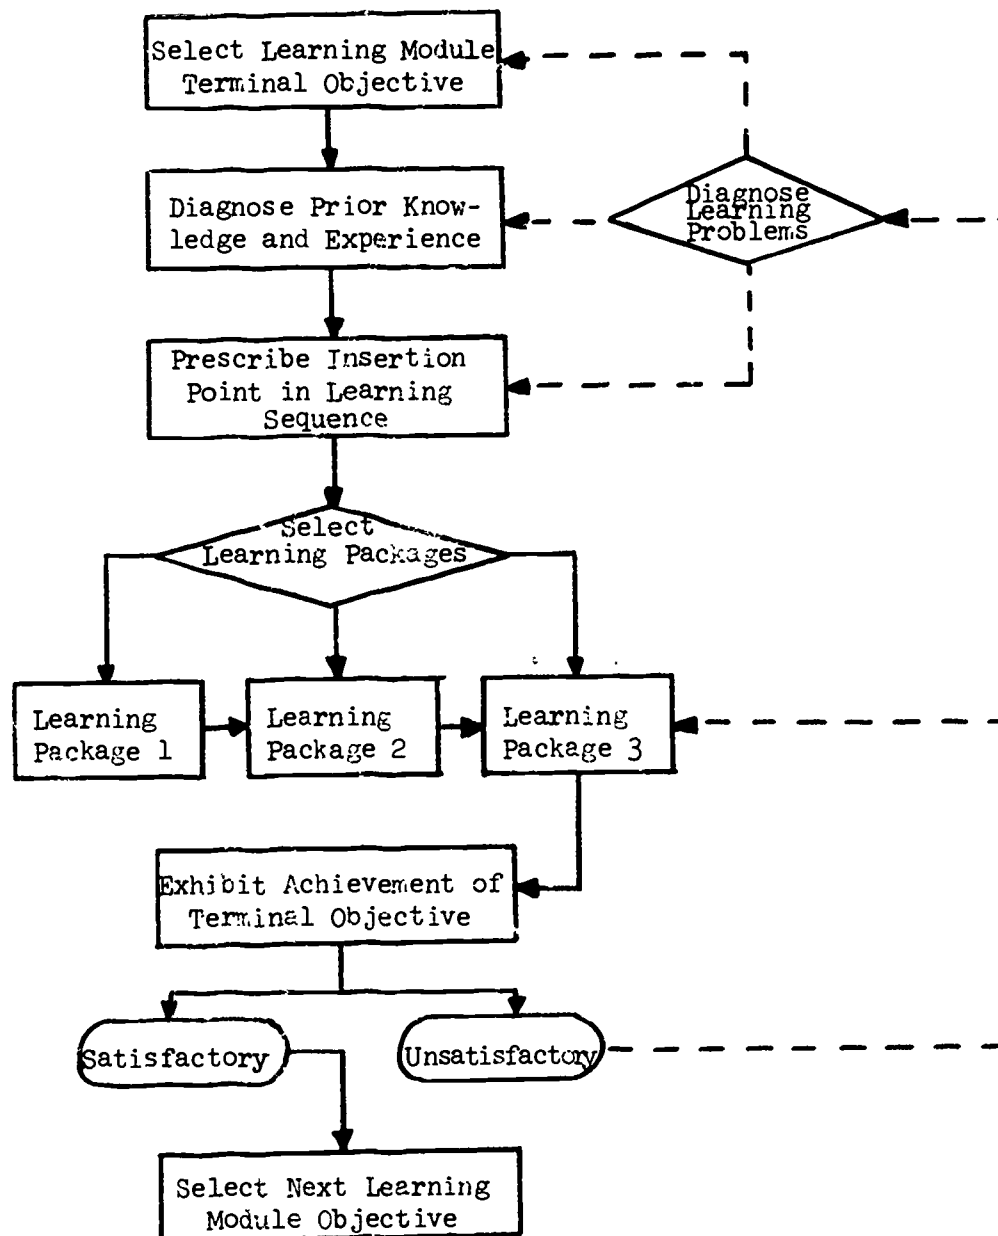 Select Learning Module
Terminal Objective
Diagnose Prior Know-
ledge and Experience
Diagnose
Learning
Problems
Prescribe Insertion
Point in Learning
Sequence
Select
Learning Packages
Learning
Package 1
Learning
Package 2
Learning
Package 3
Exhibit Achievement of
Terminal Objective
Satisfactory
Unsatisfactory
Select Next Learning
Module Objective